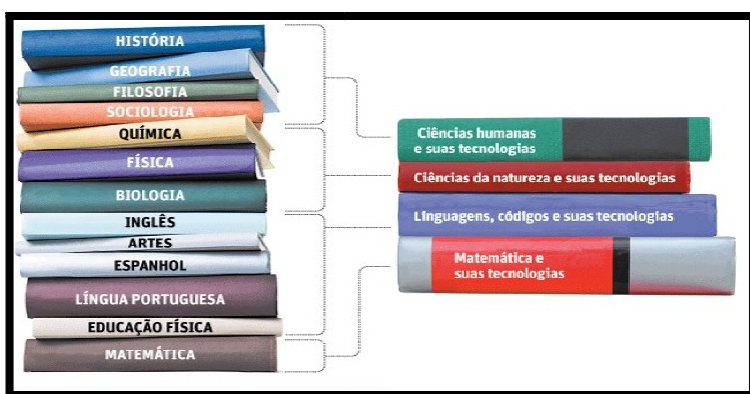 HISTÓRIA
GEOGRAFIA
FILOSOFIA
SOCIOLOGIA
QUÍMICA
FÍSICA
BIOLOGIA
INGLÊS
ARTES
ESPANHOL
LÍNGUA PORTUGUESA
EDUCAÇÃO FÍSICA
MATEMÁTICA
Ciências humanas
e suas tecnologias
Ciências da natureza e suas tecnologias
Linguagens, códigos e suas tecnologias
Matemática e
suas tecnologias